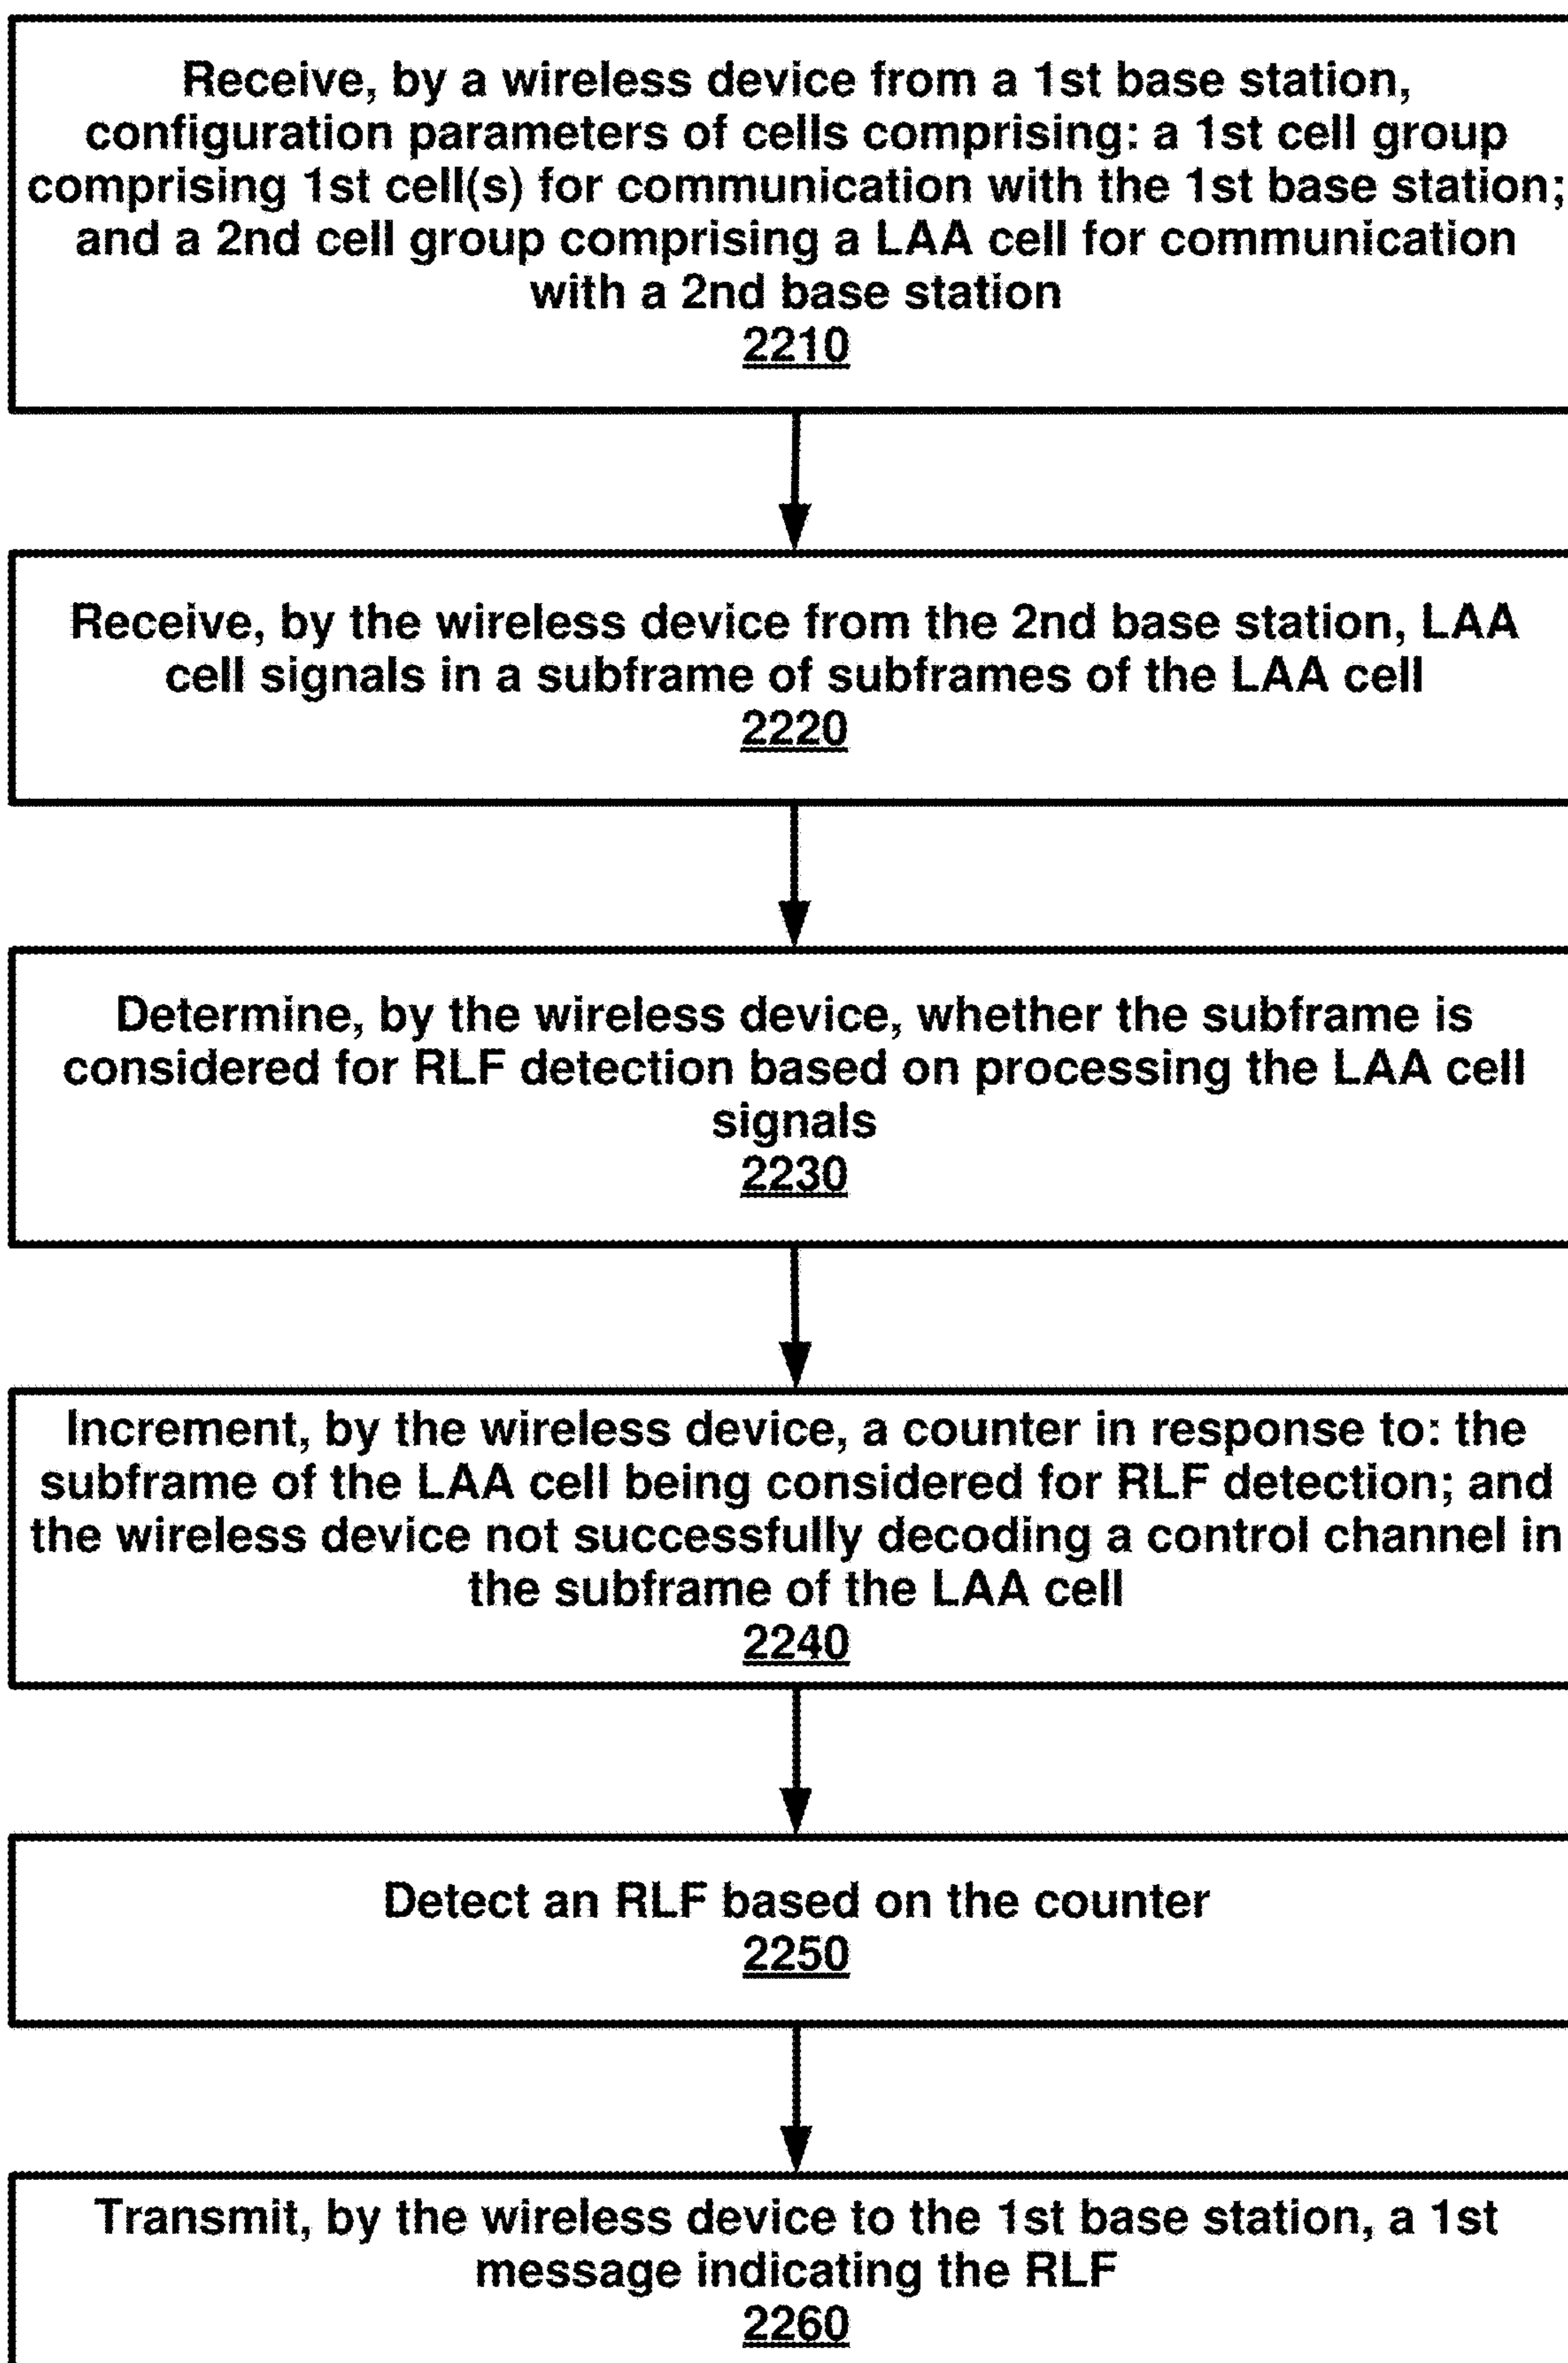 Receive, by a wireless device from a 1st base station,
configuration parameters of cells comprising: a 1st cell group
comprising 1st cell(s) for communication with the 1st base station;
and a 2nd cell group comprising a LAA cell for communication
with a 2nd base station
2210
Receive, by the wireless device from the 2nd base station, LAA
cell signals in a subframe of subframes of the LAA cell
2220
Determine, by the wireless device, whether the subframe is
considered for RLF detection based on processing the LAA cell
signals
2230
Increment, by the wireless device, a counter in response to: the
subframe of the LAA cell being considered for RLF detection; and
the wireless device not successfully decoding a control channel in
the subframe of the LAA cell
2240
Detect an RLF based on the counter
2250
Transmit, by the wireless device to the 1st base station, a 1st
message indicating the RLF
2260